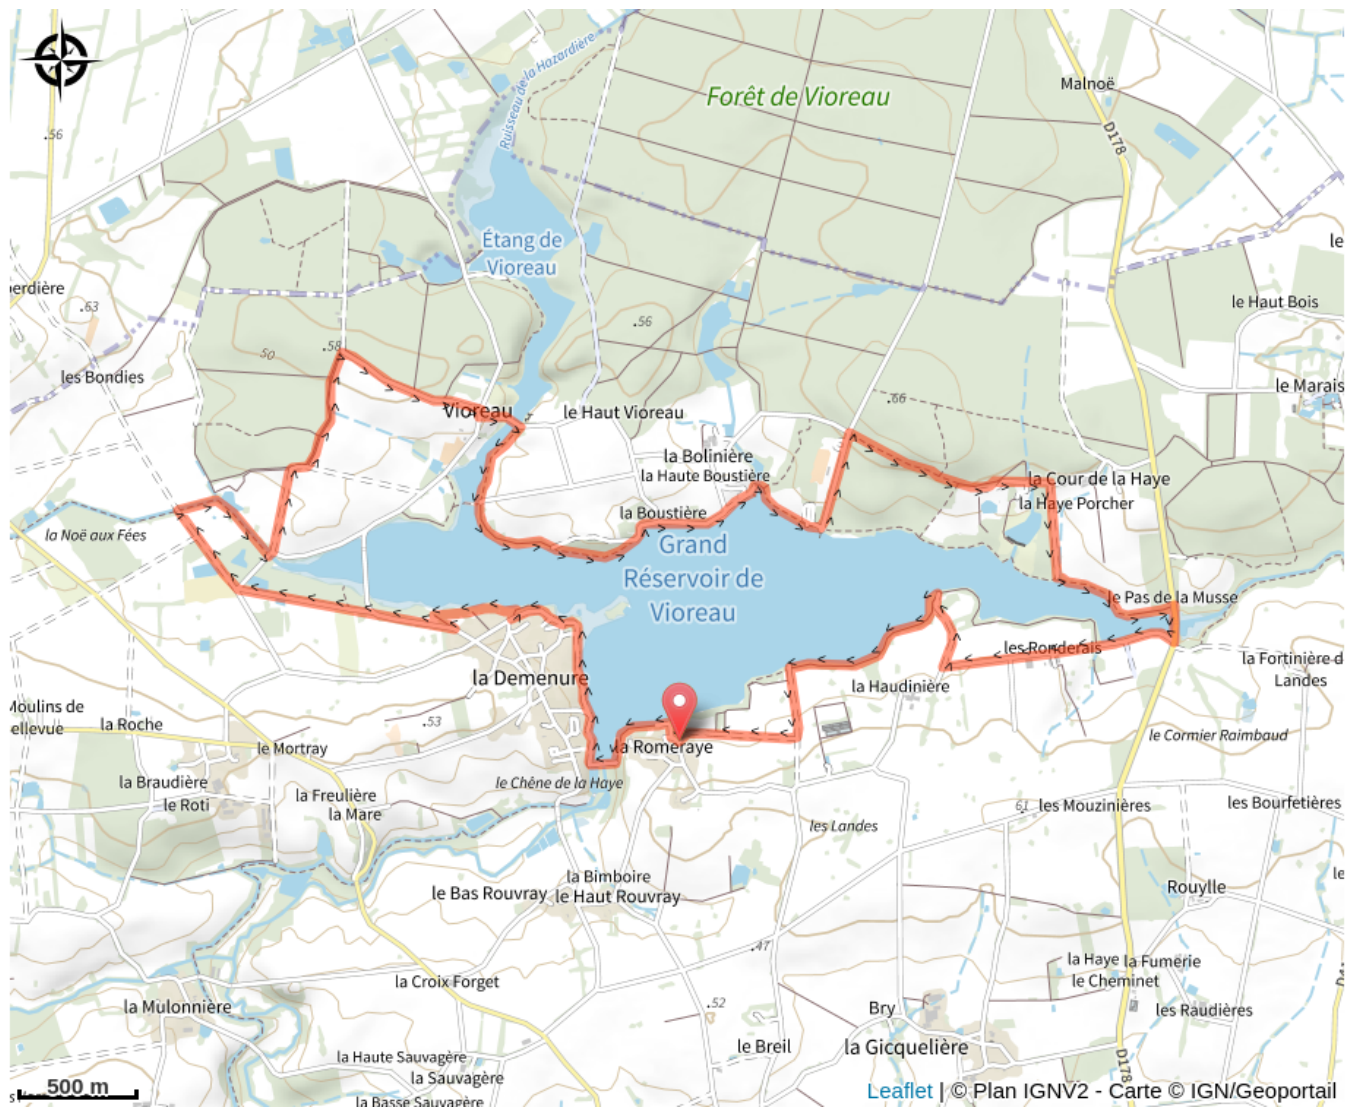 Ruisseau de la Hazardière
Forêt de Vioreau
Malnoë
D178
.56
Étang de
Vioreau
le
erdière
.63
le Haut Bois
.56
.58
50
les Bondies
le Marais
.66
Vioreau
le Haut Vioreau
la Bolinière
la Haute Boustière
la Cour de la Haye
la Haye Porcher
la Boustière
la Noë aux Fées
Grand
Réservoir de
Vioreau
le Pas de la Musse
les Ronderais
la Fortinière d
Landes
la Demenure
la Haudinière
Moulins de
ellevue
la Roche
.53
le Mortray
la Romeraye
le Cormier Raimbaud
la Braudière
le Roti
le Chêne de la Haye
la Freulière
la Mare
61
les Mouzinières
les Bourfetières
les Landes
la Bimboire
le Bas Rouvray
le Haut Rouvray
Rouylle
le
.47
la Haye
la Fumerie
le Cheminet
la Croix Forget
la Mulonnière
.52
Bry
les Raudières
le Breil
la Gicquelière
la Haute Sauvagère
la Sauvagère
D178
la Basse Sauvagère
500 m
Leaflet | © Plan IGNV2 - Carte © IGN/Geoportail